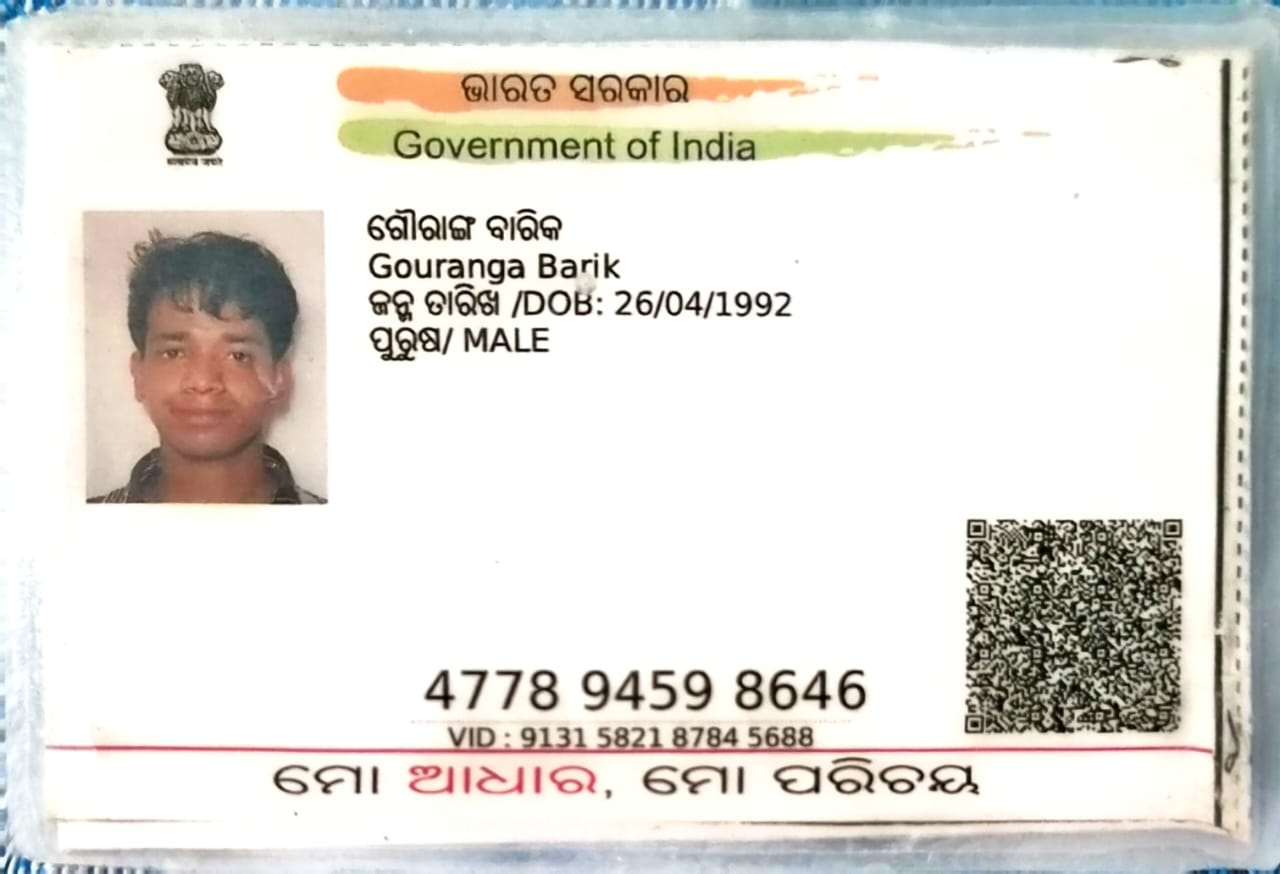 ଭାରତ ସରକାର
Government of India
ଗୌରାଙ୍ଗ ବାରିକ
Gouranga Barik
ଜନ୍ମ ତାରିଖ /DOB: 26/04/1992
ପୁରୁଷ/ MALE
4778 9459 8646
VID : 9131 5821 8784 5688
ମୋ ଆଧାର, ମୋ ପରିଚୟ